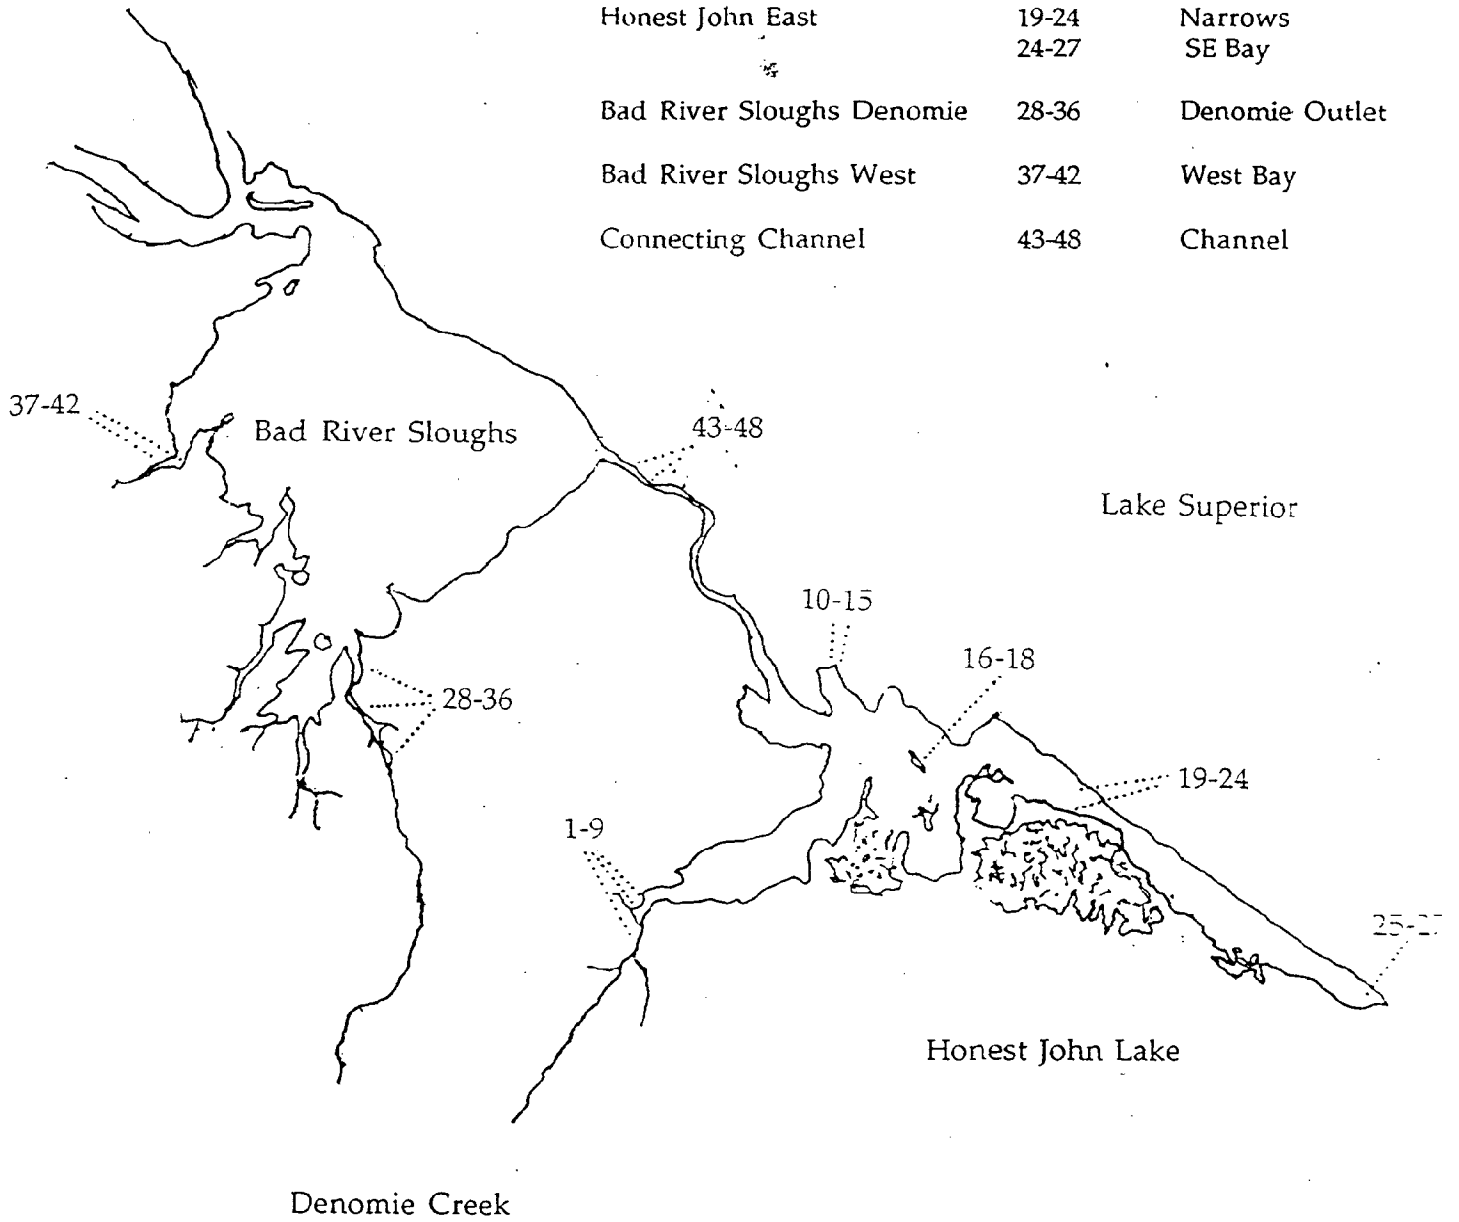 Honest John East 19-24 Narrows
24-27 SE Bay
Bad River Sloughs Denomie 28-36 Denomie Outlet
Bad River Sloughs West 37-42 West Bay
Connecting Channel 43-48 Channel
37-42
Bad River Sloughs
43-48
Lake Superior
10-15
16-18
28-36
19-24
1-9
25-27
Honest John Lake
Denomie Creek